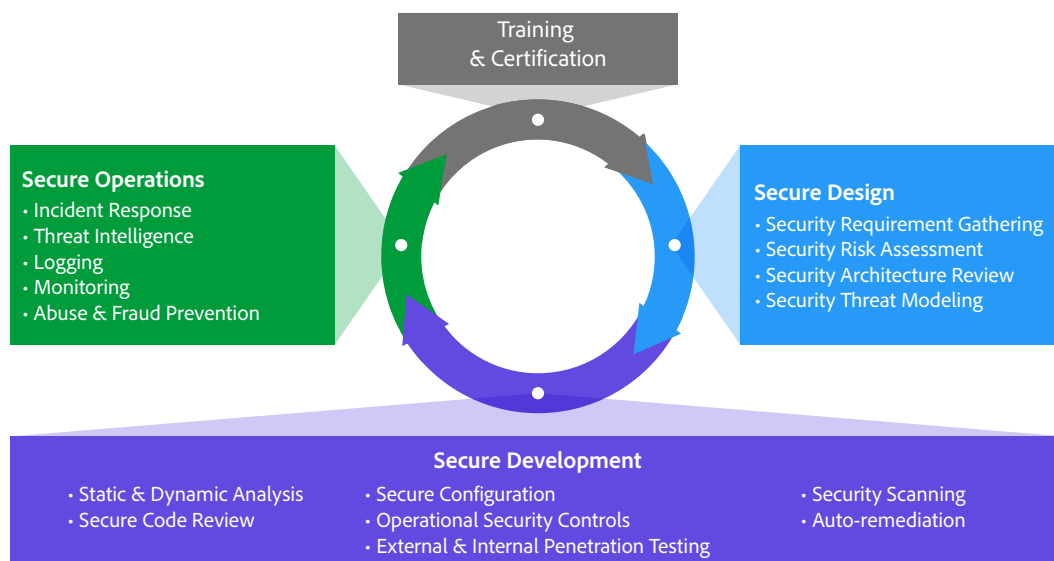 Training
& Certification
Secure Operations
• Incident Response
• Threat Intelligence
• Logging
• Monitoring
• Abuse & Fraud Prevention
Secure Design
• Security Requirement Gathering
• Security Risk Assessment
• Security Architecture Review
• Security Threat Modeling
Secure Development
• Static & Dynamic Analysis
• Secure Code Review
• Secure Configuration
• Operational Security Controls
• External & Internal Penetration Testing
• Security Scanning
• Auto-remediation